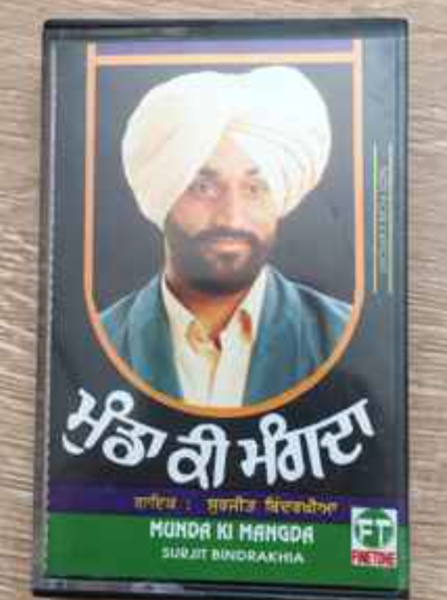 ਮੁੰਡਾ ਕੀ ਮੰਗਦਾ
ਗਾਇਕ : ਸੁਰਜੀਤ ਬਿੰਦਰਖੀਆ
MUNDA KI MANGDA
SURJIT BINDRAKHIA
FT
FINETONE